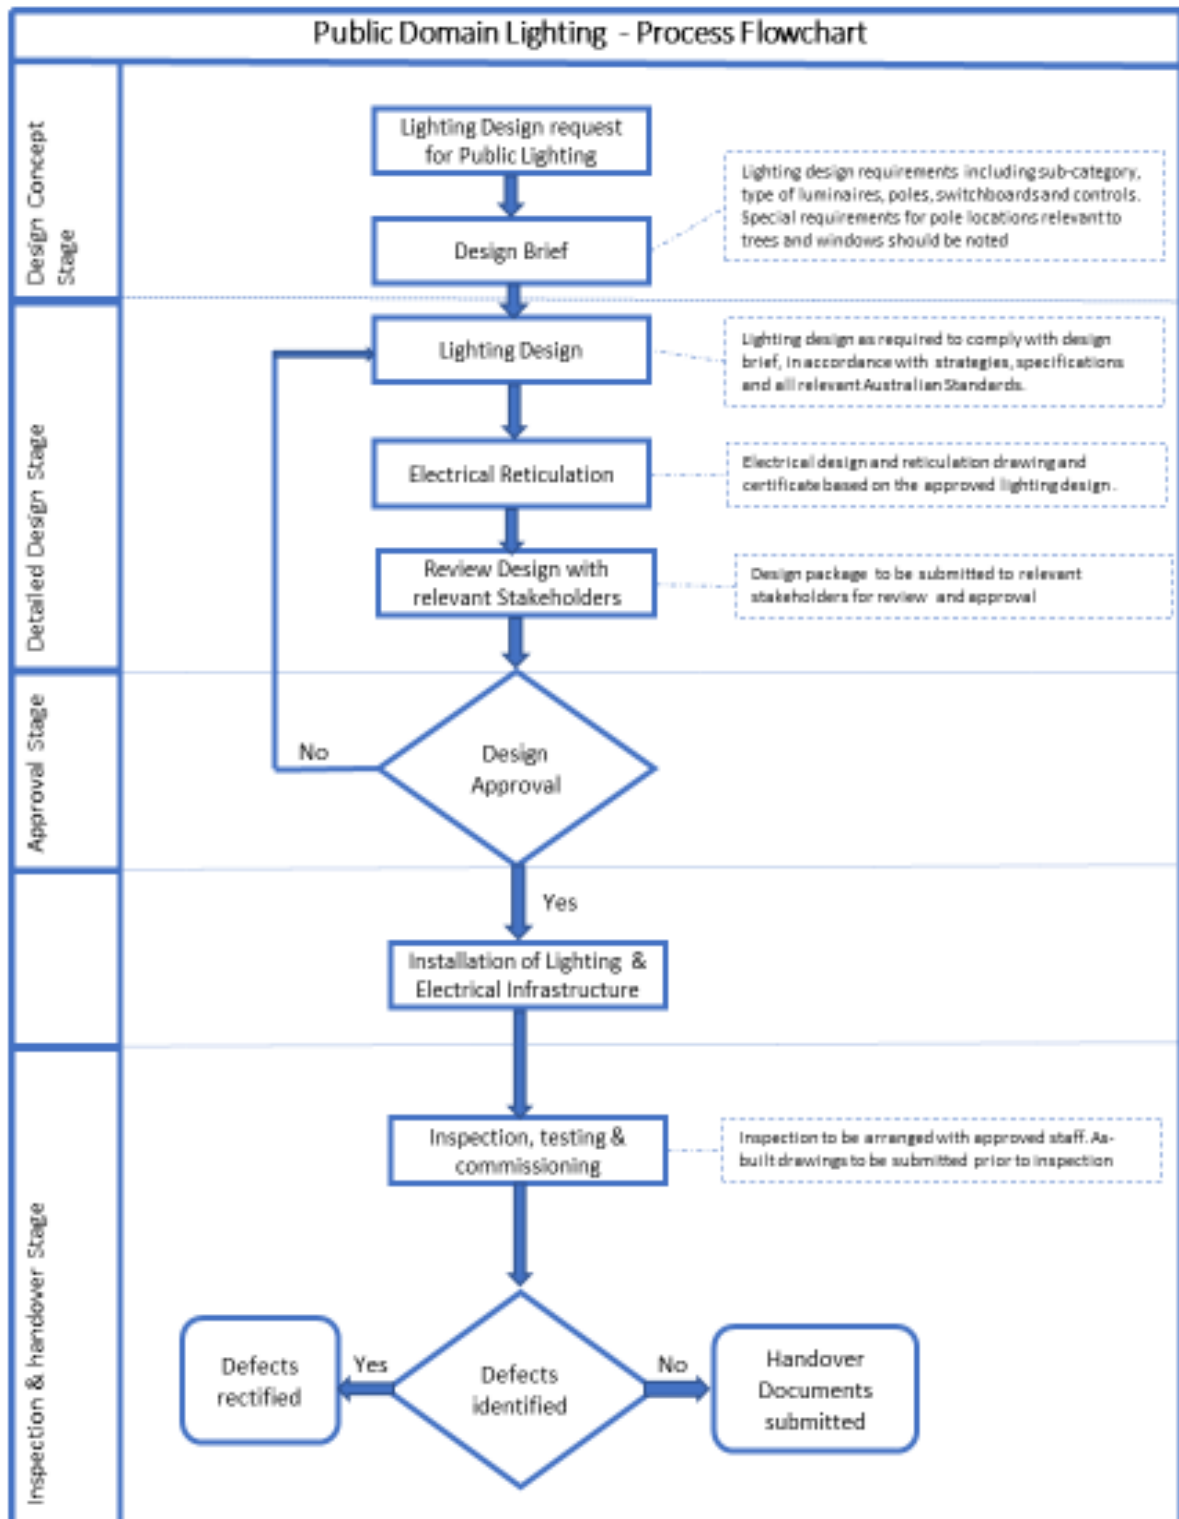 Public Domain Lighting - Process Flowchart
Design Concept
Stage
Lighting Design request
for Public Lighting
Design Brief
Lighting design requirements including sub-category,
type of luminaires, poles, switchboards and controls.
Special requirements for pole locations relevant to
trees and windows should be noted
Detailed Design Stage
Lighting Design
Lighting design as required to comply with design
brief, in accordance with strategies, specifications
and all relevant Australian Standards.
Electrical Reticulation
Electrical design and reticulation drawing and
certificate based on the approved lighting design.
Review Design with
relevant Stakeholders
Design package to be submitted to relevant
stakeholders for review and approval
Approval Stage
Design
Approval
No
Yes
Installation of Lighting &
Electrical Infrastructure
Inspection & handover Stage
Inspection, testing &
commissioning
Inspection to be arranged with approved staff. As-
built drawings to be submitted prior to inspection
Defects
rectified
Yes
Defects
identified
No
Handover
Documents
submitted